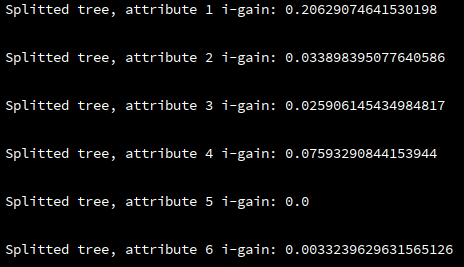 Splitted tree, attribute 1 i-gain: 0.20629074641530198
Splitted tree, attribute 2 i-gain: 0.033898395077640586
Splitted tree, attribute 3 i-gain: 0.025906145434984817
Splitted tree, attribute 4 i-gain: 0.07593290844153944
Splitted tree, attribute 5 i-gain: 0.0
Splitted tree, attribute 6 i-gain: 0.0033239629631565126